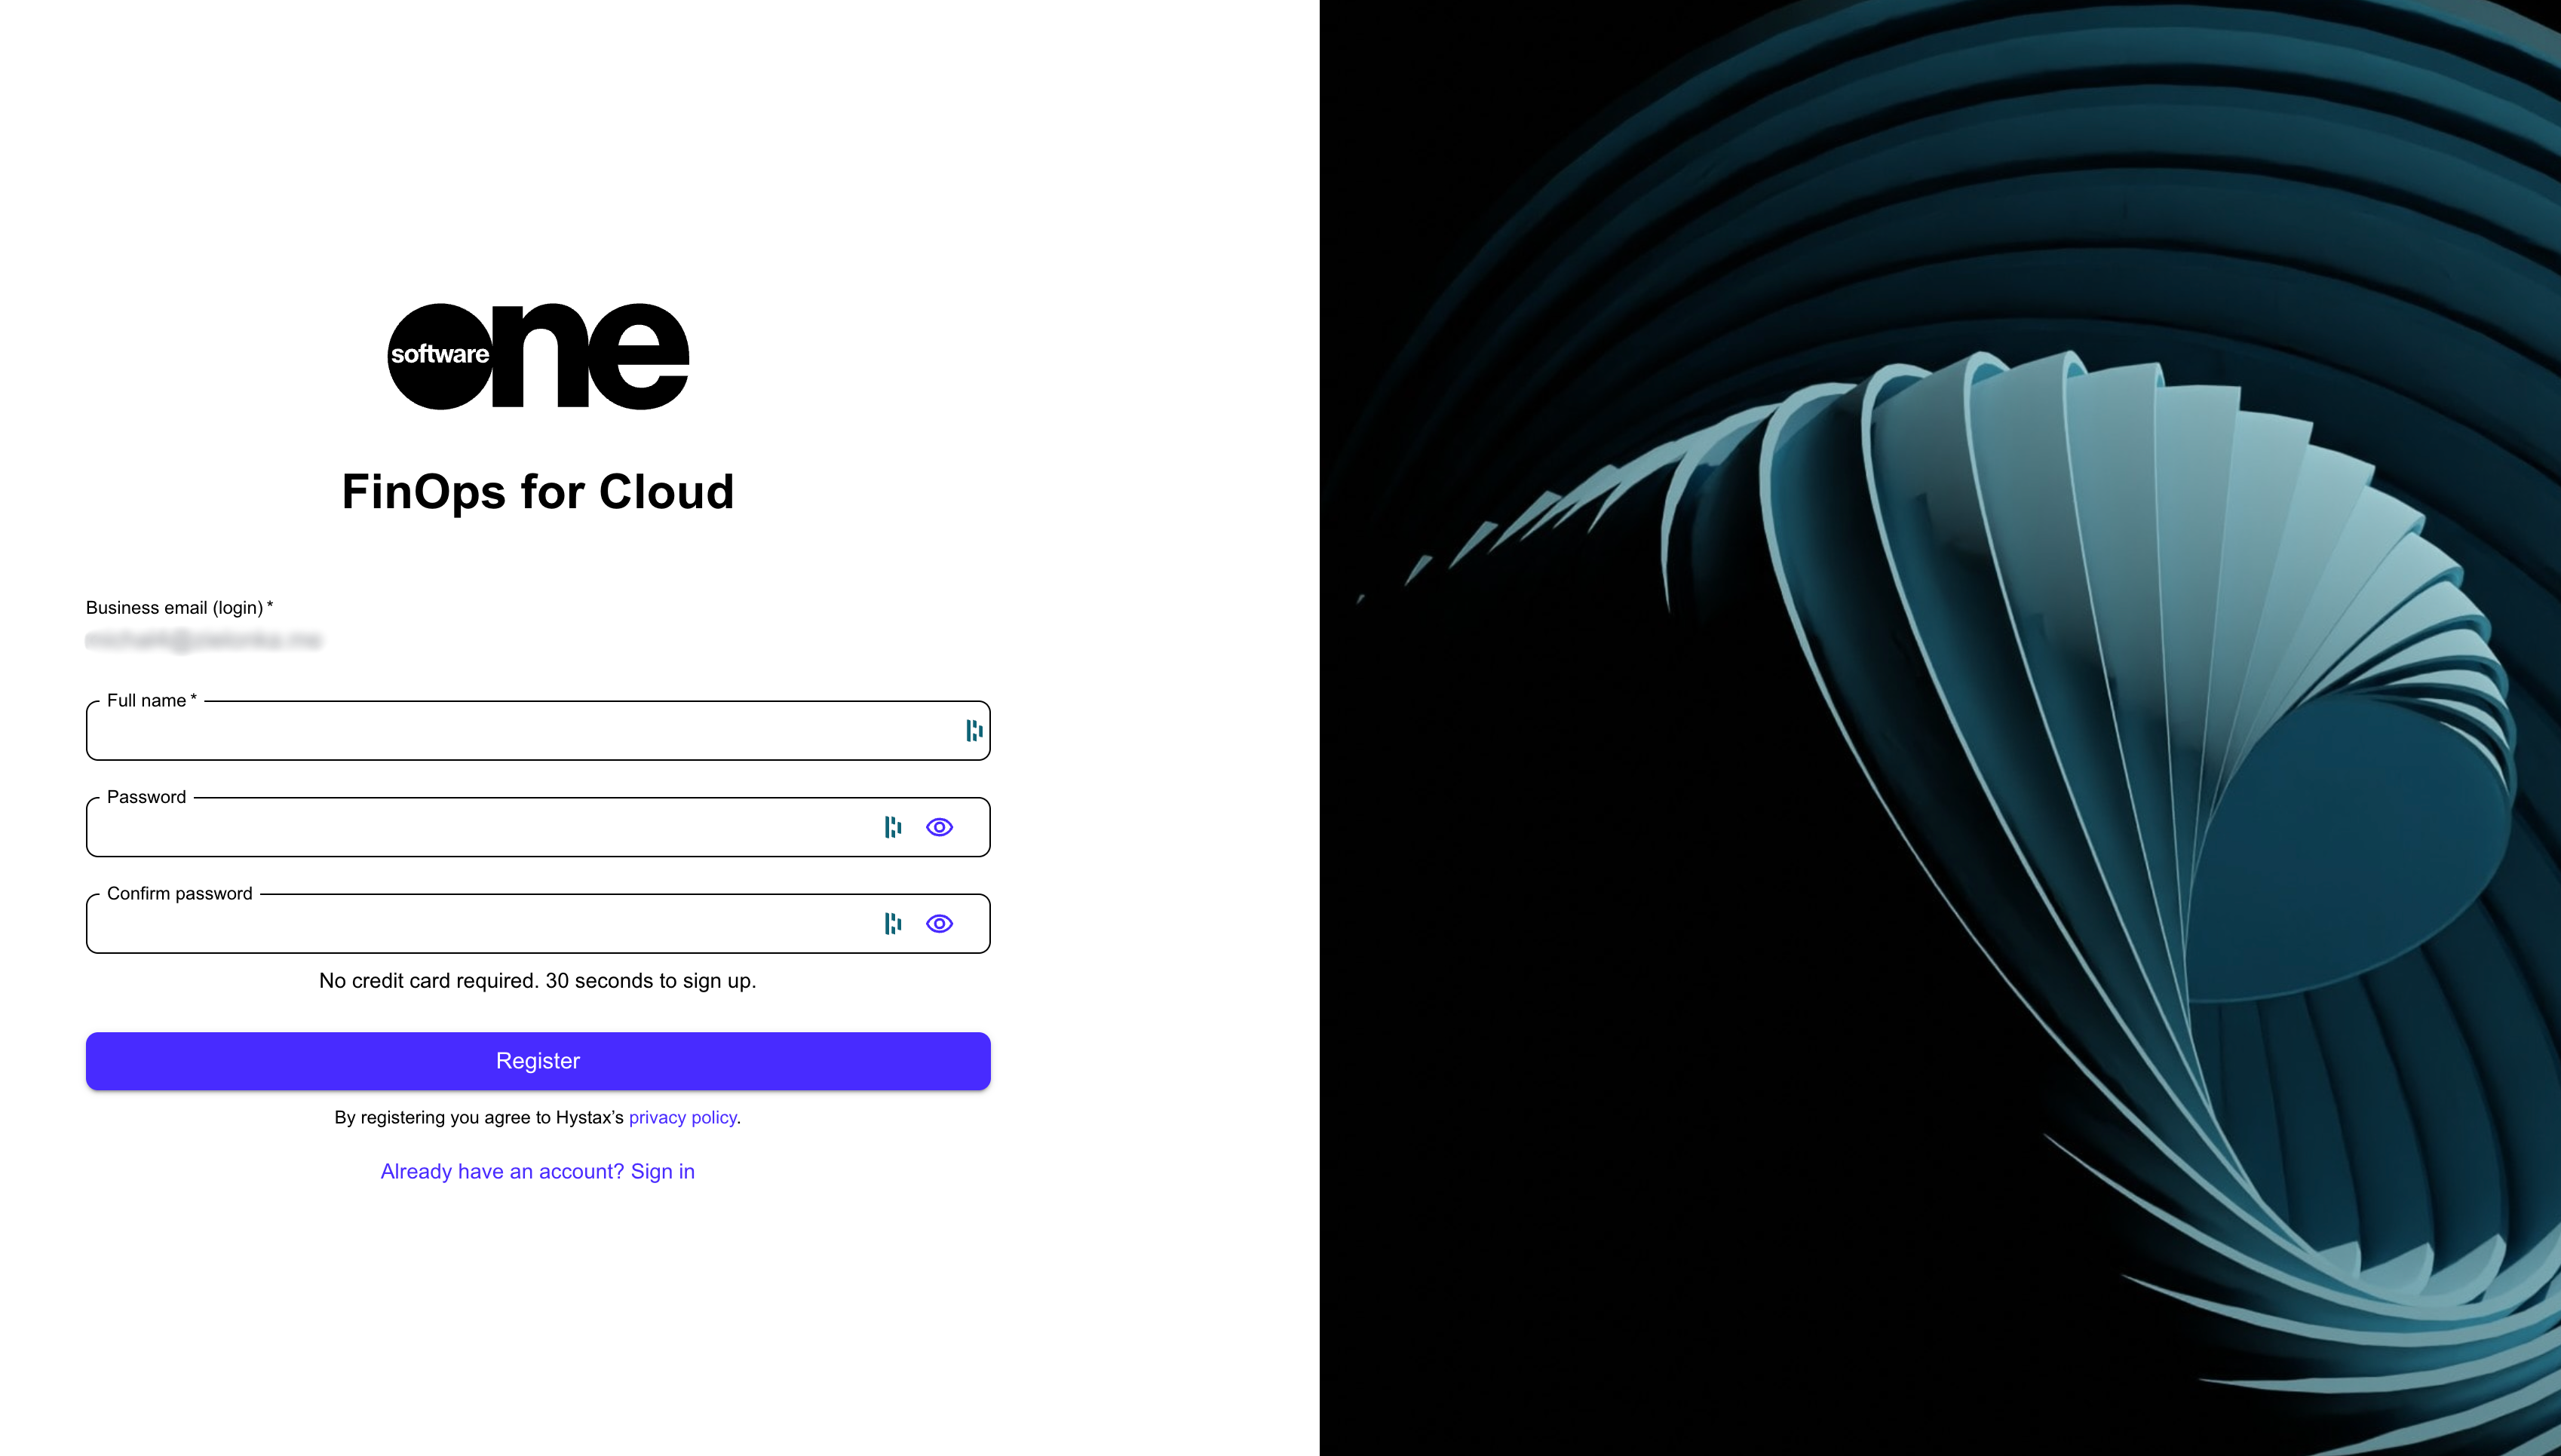 software one
FinOps for Cloud
Business email (login) *
Full name *
Password
Confirm password
No credit card required. 30 seconds to sign up.
Register
By registering you agree to Hystax’s privacy policy.
Already have an account? Sign in